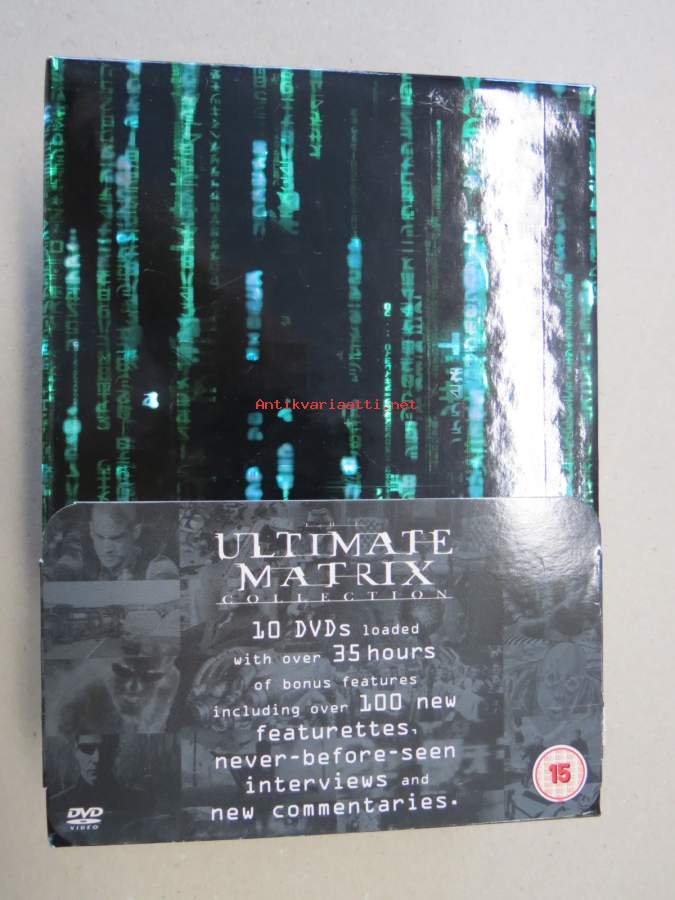 Antikvariaatti.net
THE
ULTIMATE
MATRIX
COLLECTION
10 DVDs loaded
with over 35 hours
of bonus features
including over 100 new
featurettes,
never-before-seen
interviews and
new commentaries.
15
DVD
VIDEO